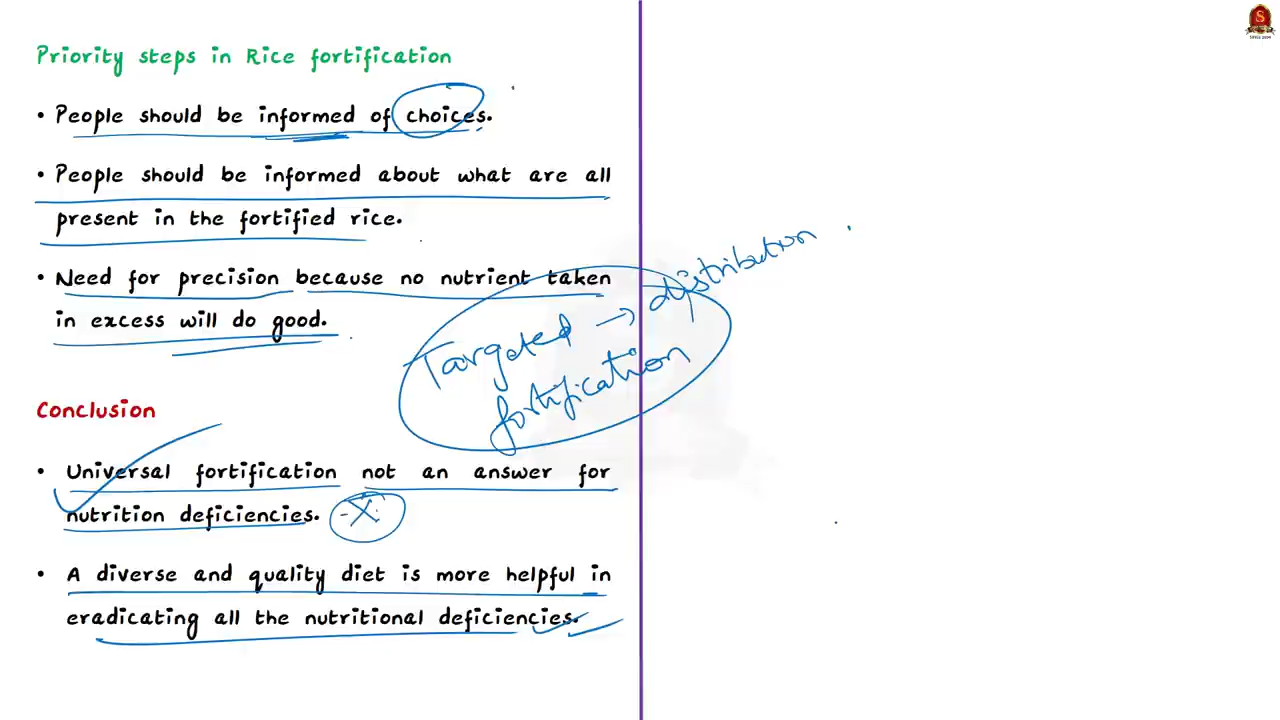 Priority steps in Rice fortification
• People should be informed of choices.
• People should be informed about what are all
present in the fortified rice.
• Need for precision because no nutrient taken
in excess will do good.
Targeted → distribution
fortification
Conclusion
• Universal fortification not an answer for
nutrition deficiencies. X
• A diverse and quality diet is more helpful in
eradicating all the nutritional deficiencies.
S